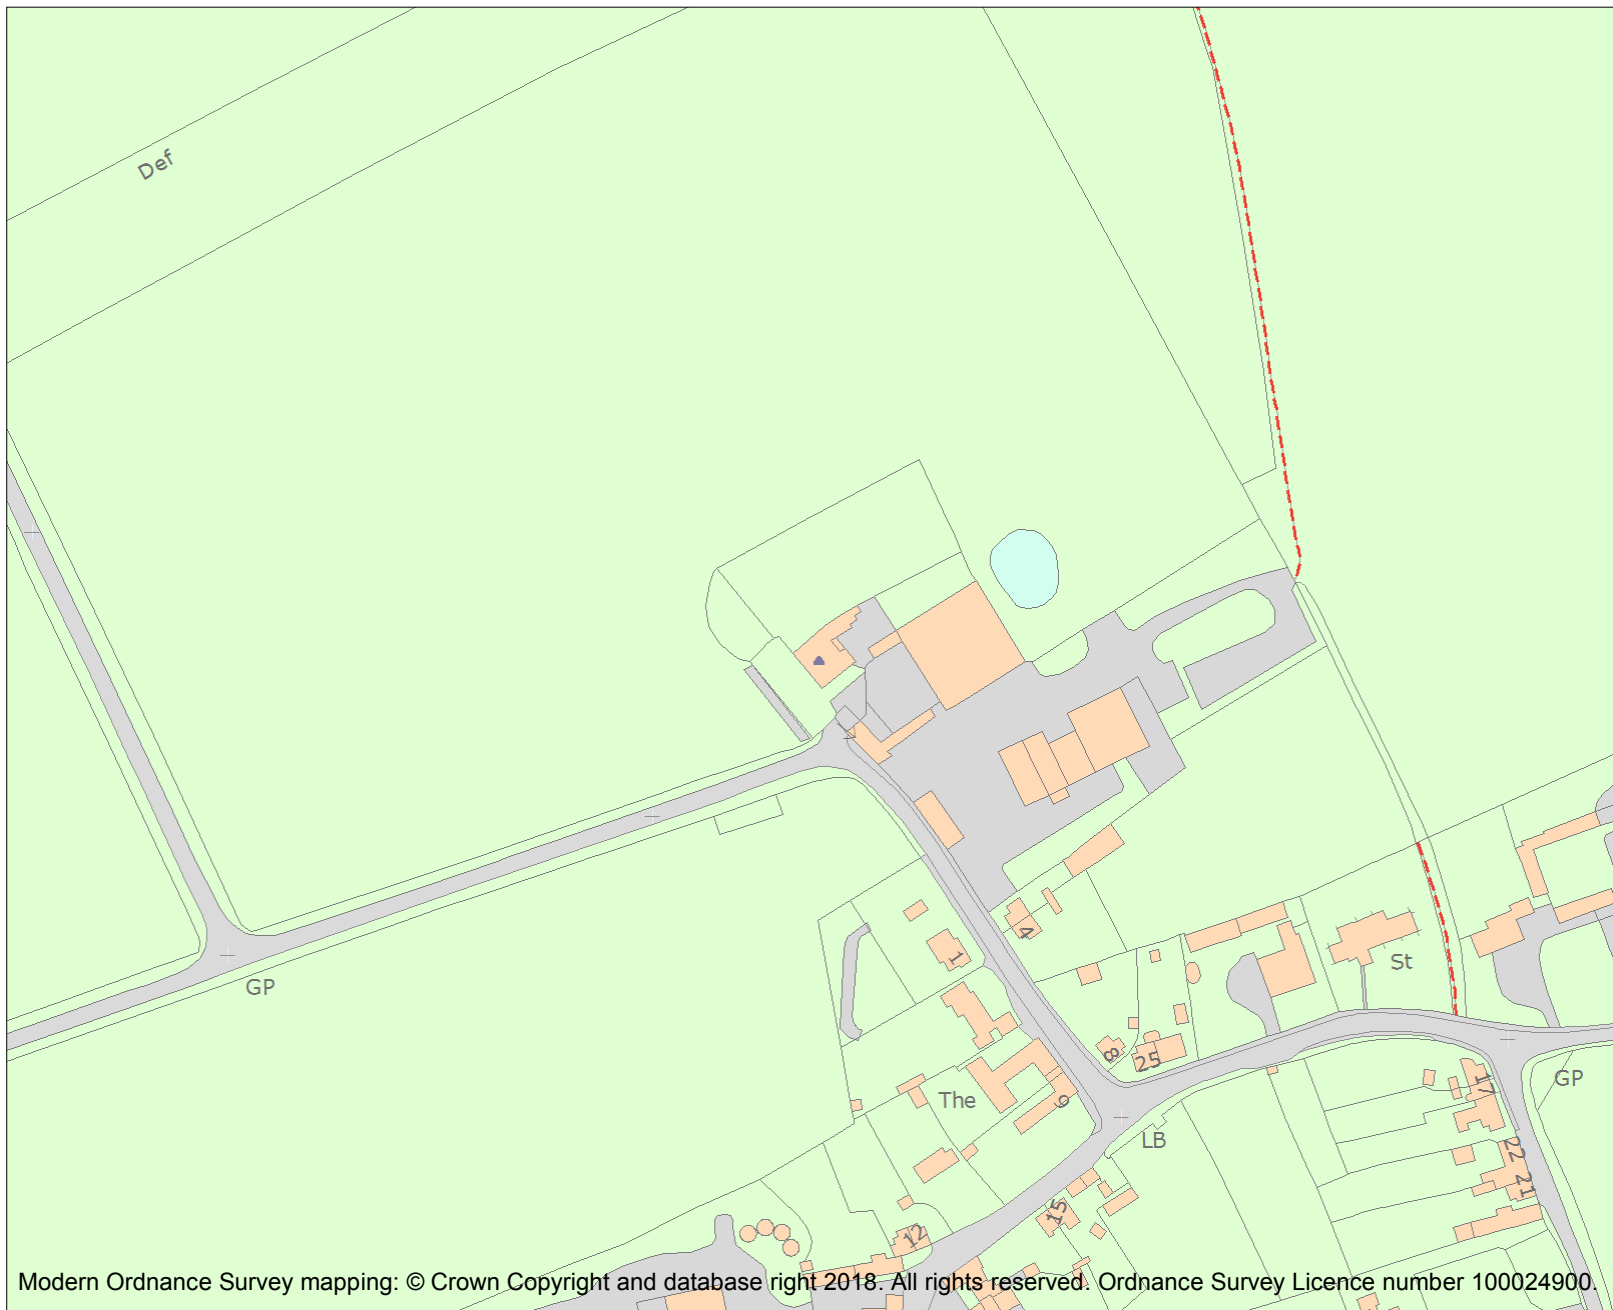 Def
GP
4
1
St
8
25
The
9
LB
17
GP
22
21
15
12
Modern Ordnance Survey mapping: © Crown Copyright and database right 2018. All rights reserved. Ordnance Survey Licence number 100024900.